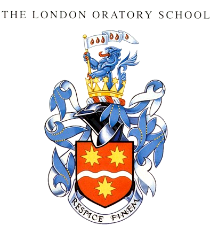 THE LONDON ORATORY SCHOOL
RESPICE FINEM